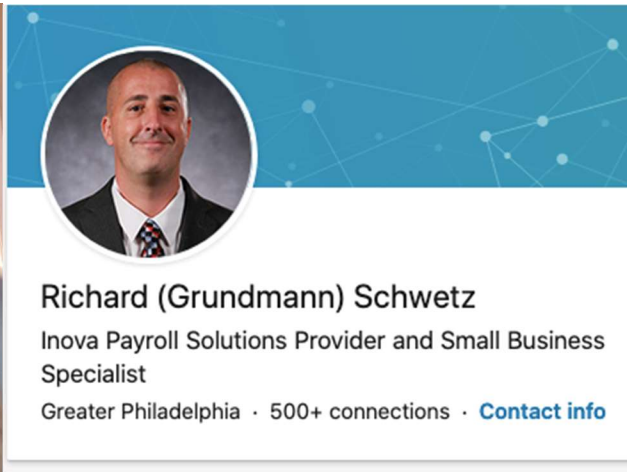 Richard (Grundmann) Schwetz
Inova Payroll Solutions Provider and Small Business
Specialist
Greater Philadelphia · 500+ connections · Contact info